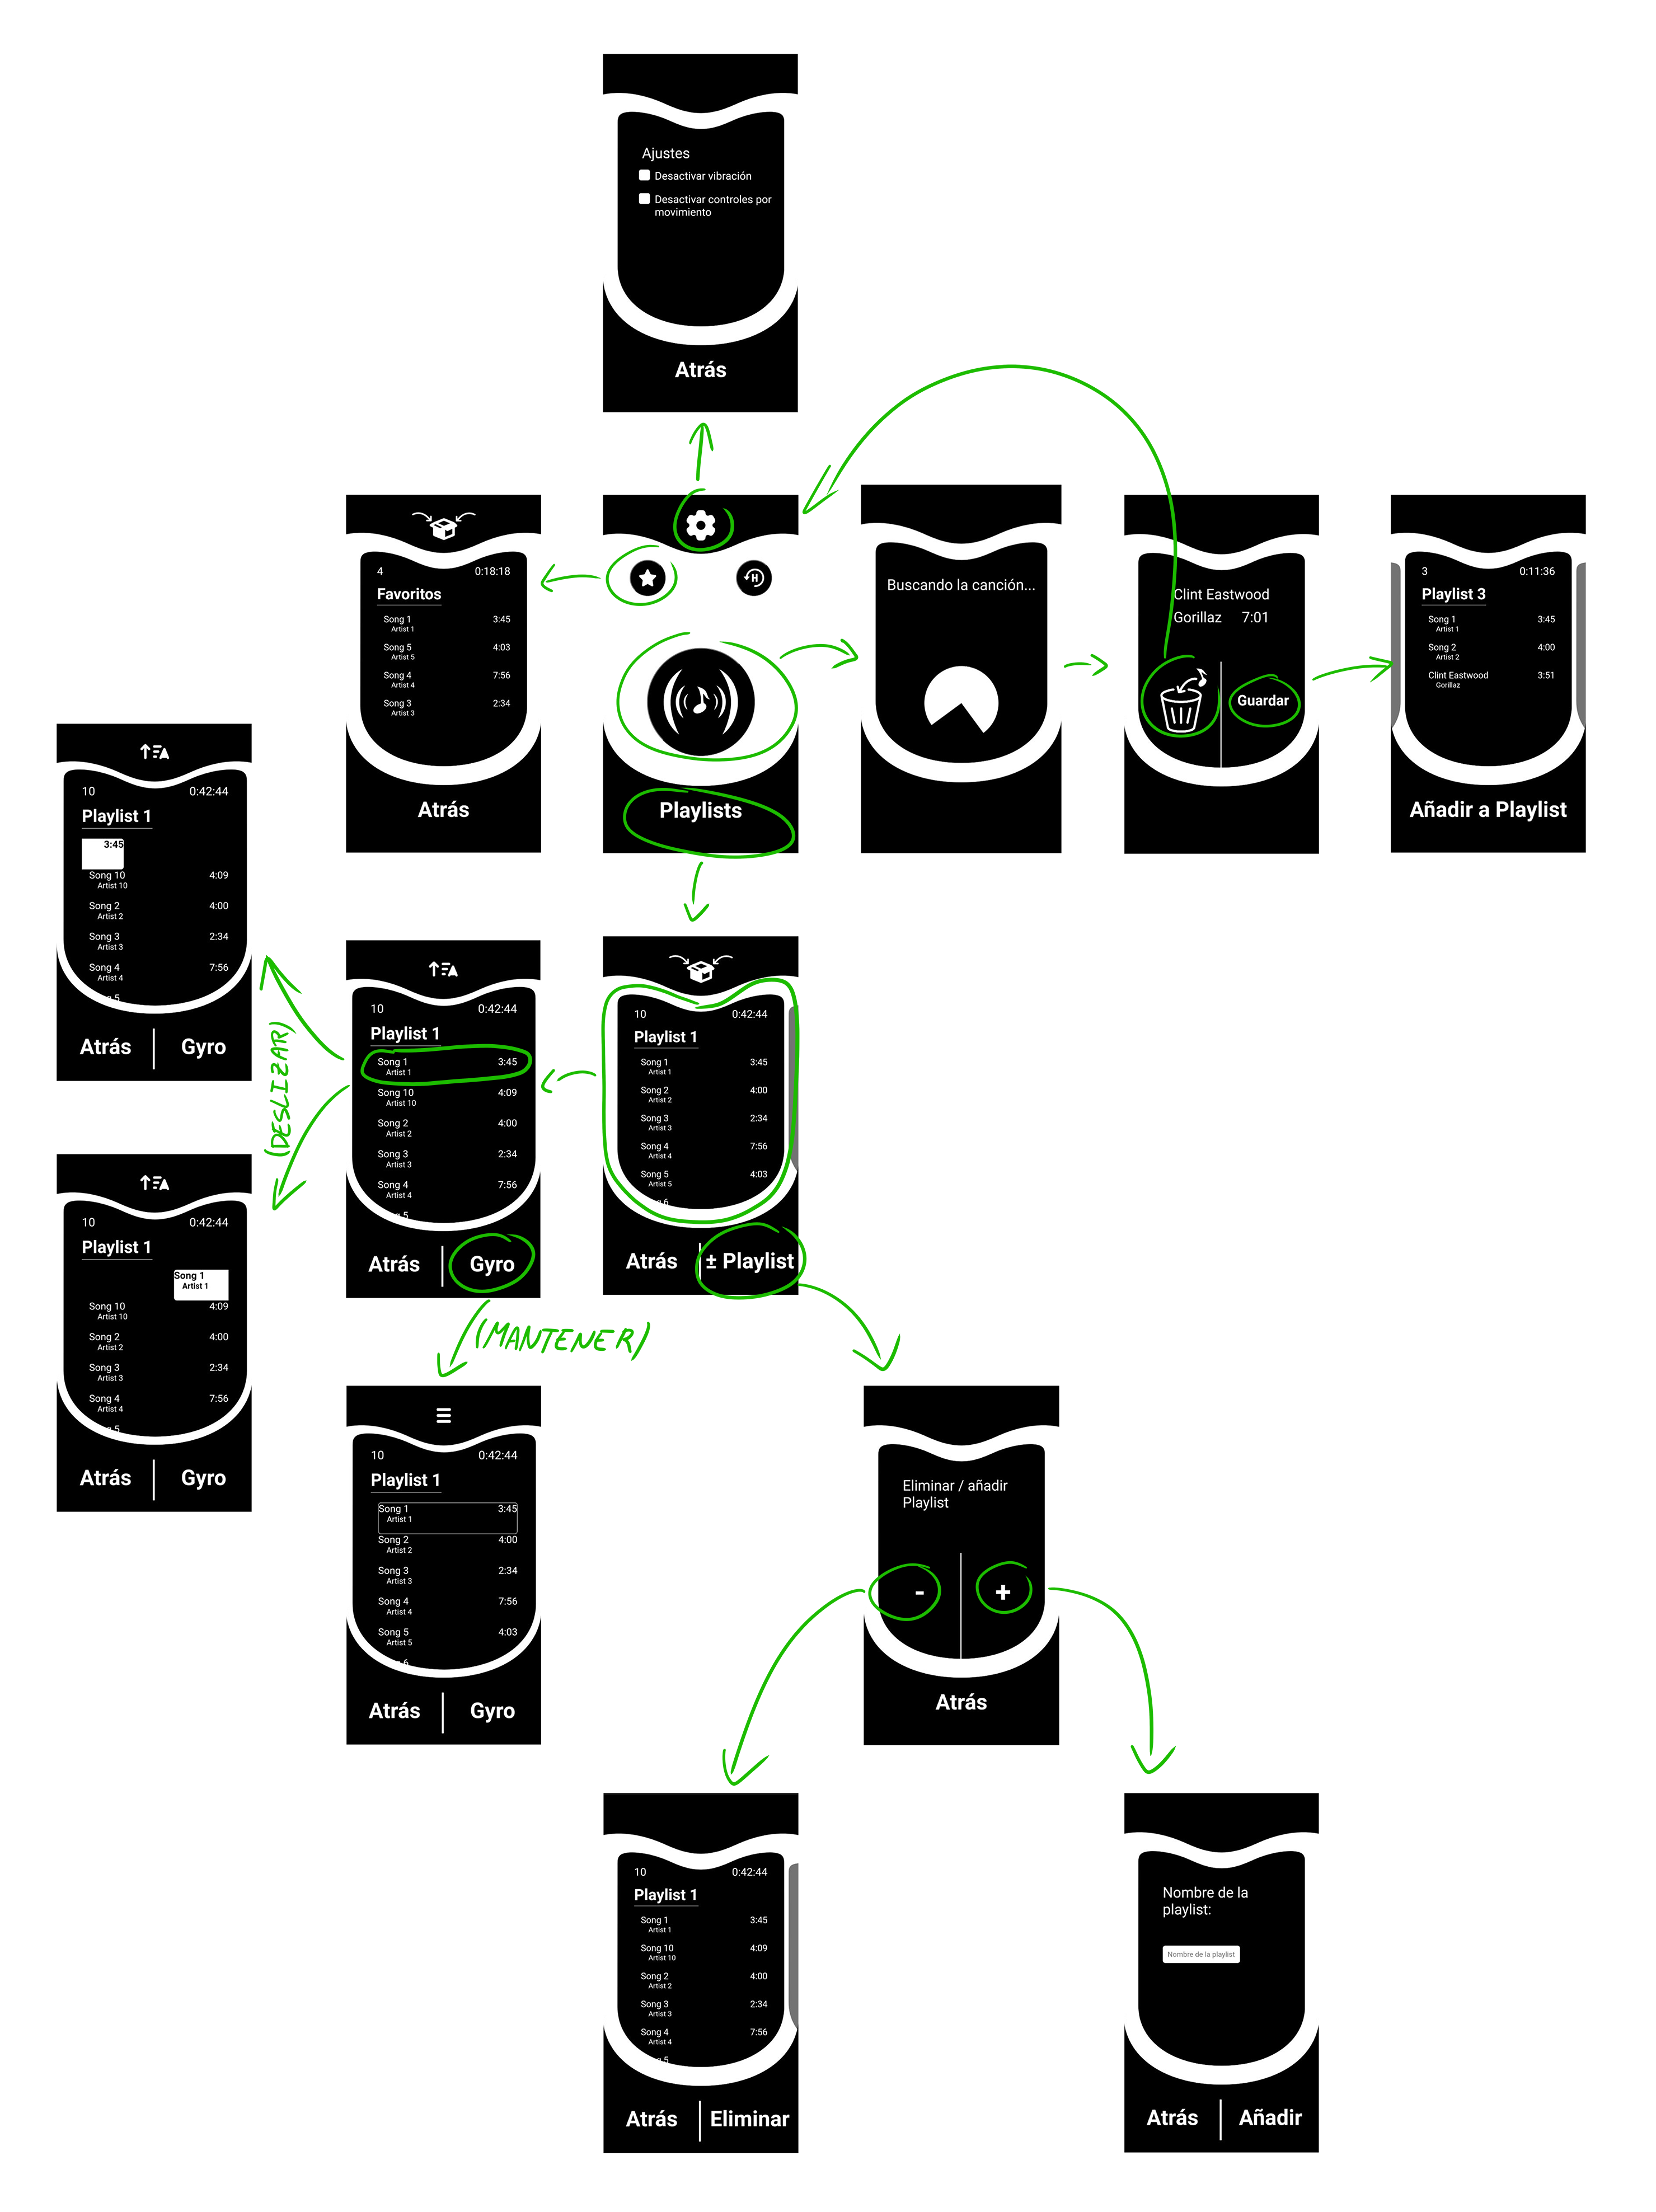 Ajustes
Desactivar vibración
Desactivar controles por
movimiento
Atrás
4 0:18:18
Favoritos
Song 1 3:45
Artist 1
Song 5 4:03
Artist 5
Song 4 7:56
Artist 4
Song 3 2:34
Artist 3
Atrás
H
Playlists
Buscando la canción...
Clint Eastwood
Gorillaz 7:01
Guardar
3 0:11:36
Playlist 3
Song 1 3:45
Artist 1
Song 2 4:00
Artist 2
Clint Eastwood 3:51
Gorillaz
Añadir a Playlist
A
10 0:42:44
Playlist 1
3:45
Song 10 4:09
Artist 10
Song 2 4:00
Artist 2
Song 3 2:34
Artist 3
Song 4 7:56
Artist 4
5
Atrás Gyro
(DESLIZAR)
A
10 0:42:44
Playlist 1
Song 1 3:45
Artist 1
Song 10 4:09
Artist 10
Song 2 4:00
Artist 2
Song 3 2:34
Artist 3
Song 4 7:56
Artist 4
5
Atrás Gyro
10 0:42:44
Playlist 1
Song 1 3:45
Artist 1
Song 2 4:00
Artist 2
Song 3 2:34
Artist 3
Song 4 7:56
Artist 4
Song 5 4:03
Artist 5
6
Atrás ± Playlist
A
10 0:42:44
Playlist 1
Song 1
Artist 1
Song 10 4:09
Artist 10
Song 2 4:00
Artist 2
Song 3 2:34
Artist 3
Song 4 7:56
Artist 4
5
Atrás Gyro
(MANTENER)
10 0:42:44
Playlist 1
Song 1 3:45
Artist 1
Song 2 4:00
Artist 2
Song 3 2:34
Artist 3
Song 4 7:56
Artist 4
Song 5 4:03
Artist 5
6
Atrás Gyro
Eliminar / añadir
Playlist
- +
Atrás
10 0:42:44
Playlist 1
Song 1 3:45
Artist 1
Song 10 4:09
Artist 10
Song 2 4:00
Artist 2
Song 3 2:34
Artist 3
Song 4 7:56
Artist 4
5
Atrás Eliminar
Nombre de la
playlist:
Nombre de la playlist
Atrás Añadir